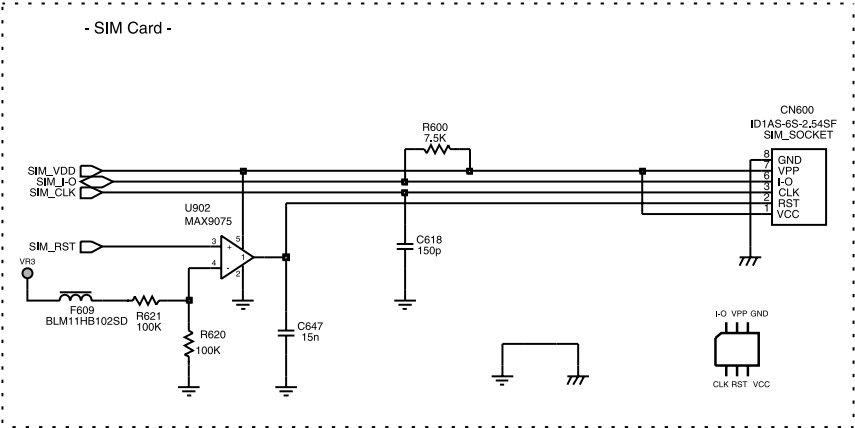 - SIM Card -
CN600
ID1AS-6S-2.54SF
SIM_SOCKET
R600
7.5K
SIM_VDD
SIM_I-O
SIM_CLK
8 GND
7 VPP
6 I-O
3 CLK
2 RST
1 VCC
U902
MAX9075
SIM_RST
3
+
5
1
4
-
2
C618
150p
VR3
F609
BLM11HB102SD
R621
100K
R620
100K
C647
15n
I-O VPP GND
CLK RST VCC